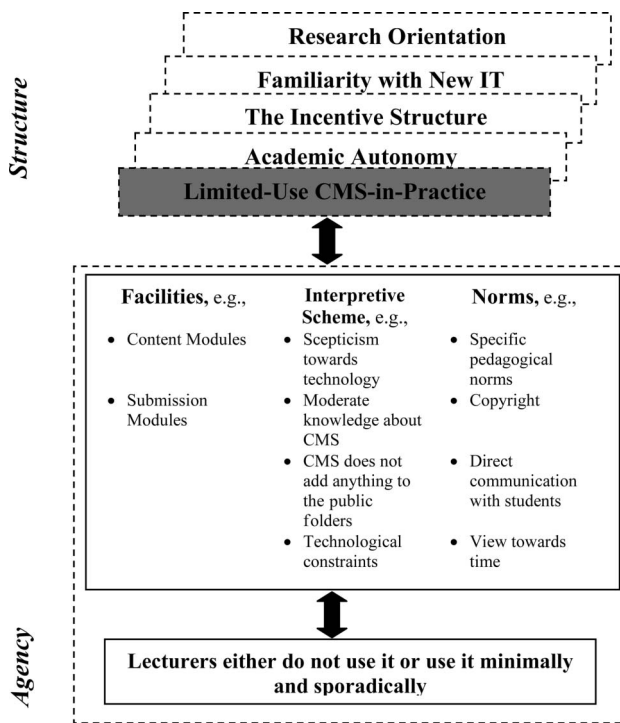 Structure
Research Orientation
Familiarity with New IT
The Incentive Structure
Academic Autonomy
Limited-Use CMS-in-Practice
Facilities, e.g.,
• Content Modules
• Submission
Modules
Interpretive
Scheme, e.g.,
• Scepticism
towards
technology
• Moderate
knowledge about
CMS
• CMS does not
add anything to
the public
folders
• Technological
constraints
Norms, e.g.,
• Specific
pedagogical
norms
• Copyright
• Direct
communication
with students
• View towards
time
Agency
Lecturers either do not use it or use it minimally
and sporadically